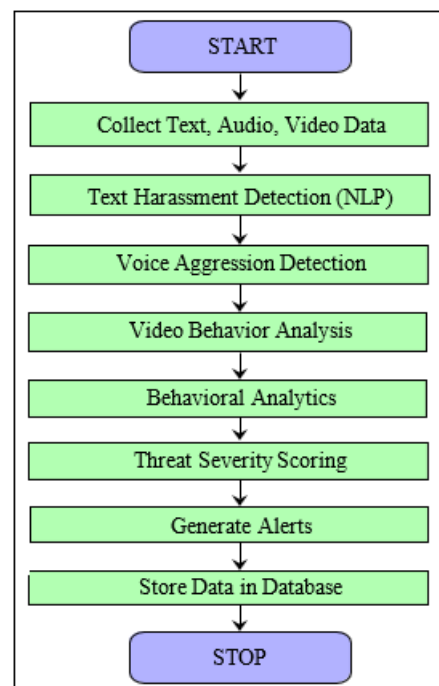 START
Collect Text, Audio, Video Data
Text Harassment Detection (NLP)
Voice Aggression Detection
Video Behavior Analysis
Behavioral Analytics
Threat Severity Scoring
Generate Alerts
Store Data in Database
STOP